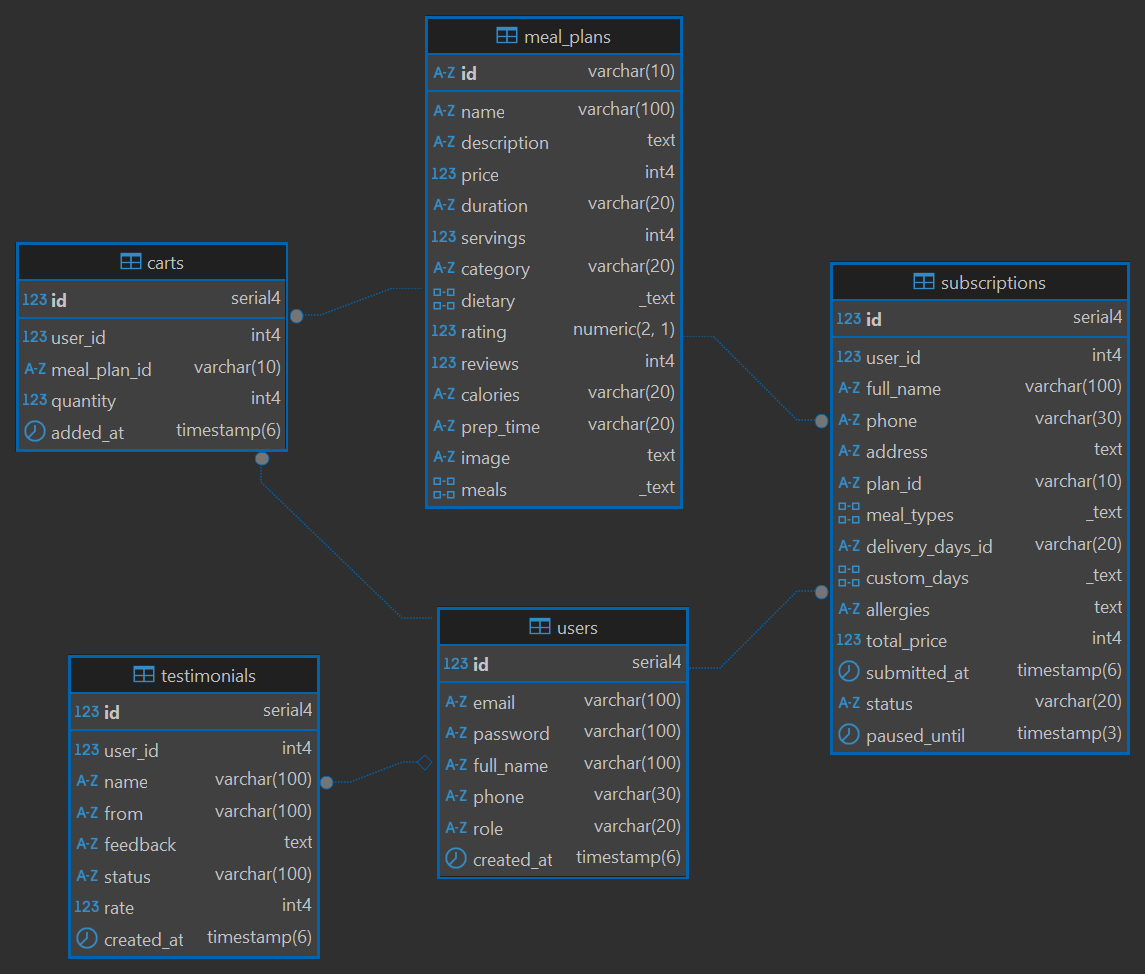 meal_plans
A-Z id varchar(10)
A-Z name varchar(100)
A-Z description text
123 price int4
A-Z duration varchar(20)
123 servings int4
A-Z category varchar(20)
dietary _text
123 rating numeric(2, 1)
123 reviews int4
A-Z calories varchar(20)
A-Z prep_time varchar(20)
A-Z image text
meals _text
carts
123 id serial4
123 user_id int4
A-Z meal_plan_id varchar(10)
123 quantity int4
added_at timestamp(6)
subscriptions
123 id serial4
123 user_id int4
A-Z full_name varchar(100)
A-Z phone varchar(30)
A-Z address text
A-Z plan_id varchar(10)
meal_types _text
A-Z delivery_days_id varchar(20)
custom_days _text
A-Z allergies text
123 total_price int4
submitted_at timestamp(6)
A-Z status varchar(20)
paused_until timestamp(3)
users
123 id serial4
A-Z email varchar(100)
A-Z password varchar(100)
A-Z full_name varchar(100)
A-Z phone varchar(30)
A-Z role varchar(20)
created_at timestamp(6)
testimonials
123 id serial4
123 user_id int4
A-Z name varchar(100)
A-Z from varchar(100)
A-Z feedback text
A-Z status varchar(100)
123 rate int4
created_at timestamp(6)